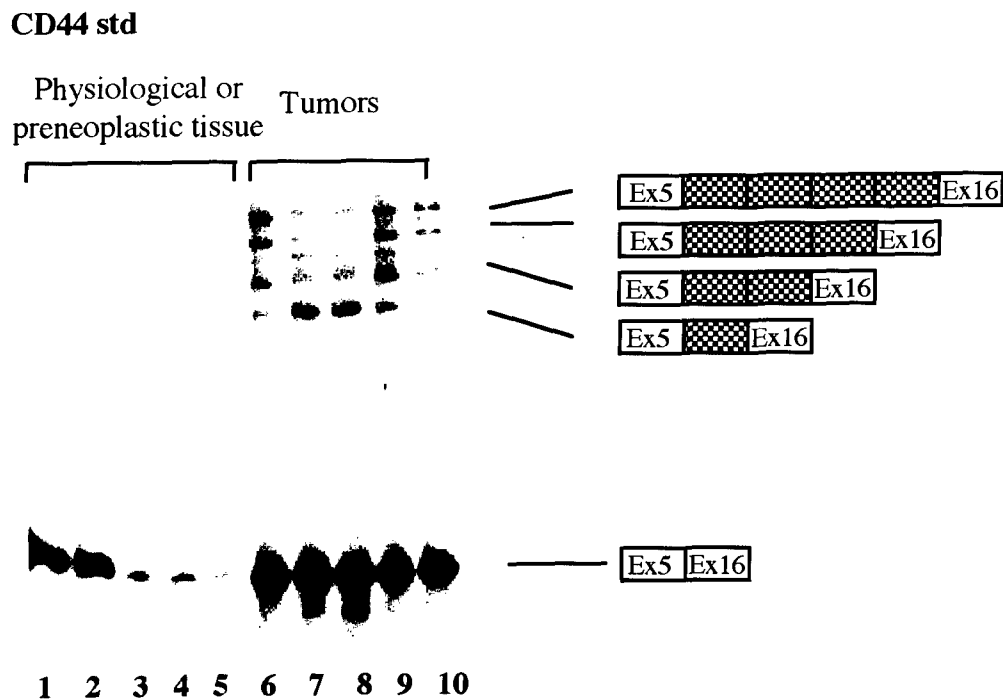 CD44 std
Physiological or
preneoplastic tissue
Tumors
Ex5 Ex16
Ex5 Ex16
Ex5 Ex16
Ex5 Ex16
Ex5 Ex16
1 2 3 4 5 6 7 8 9 10